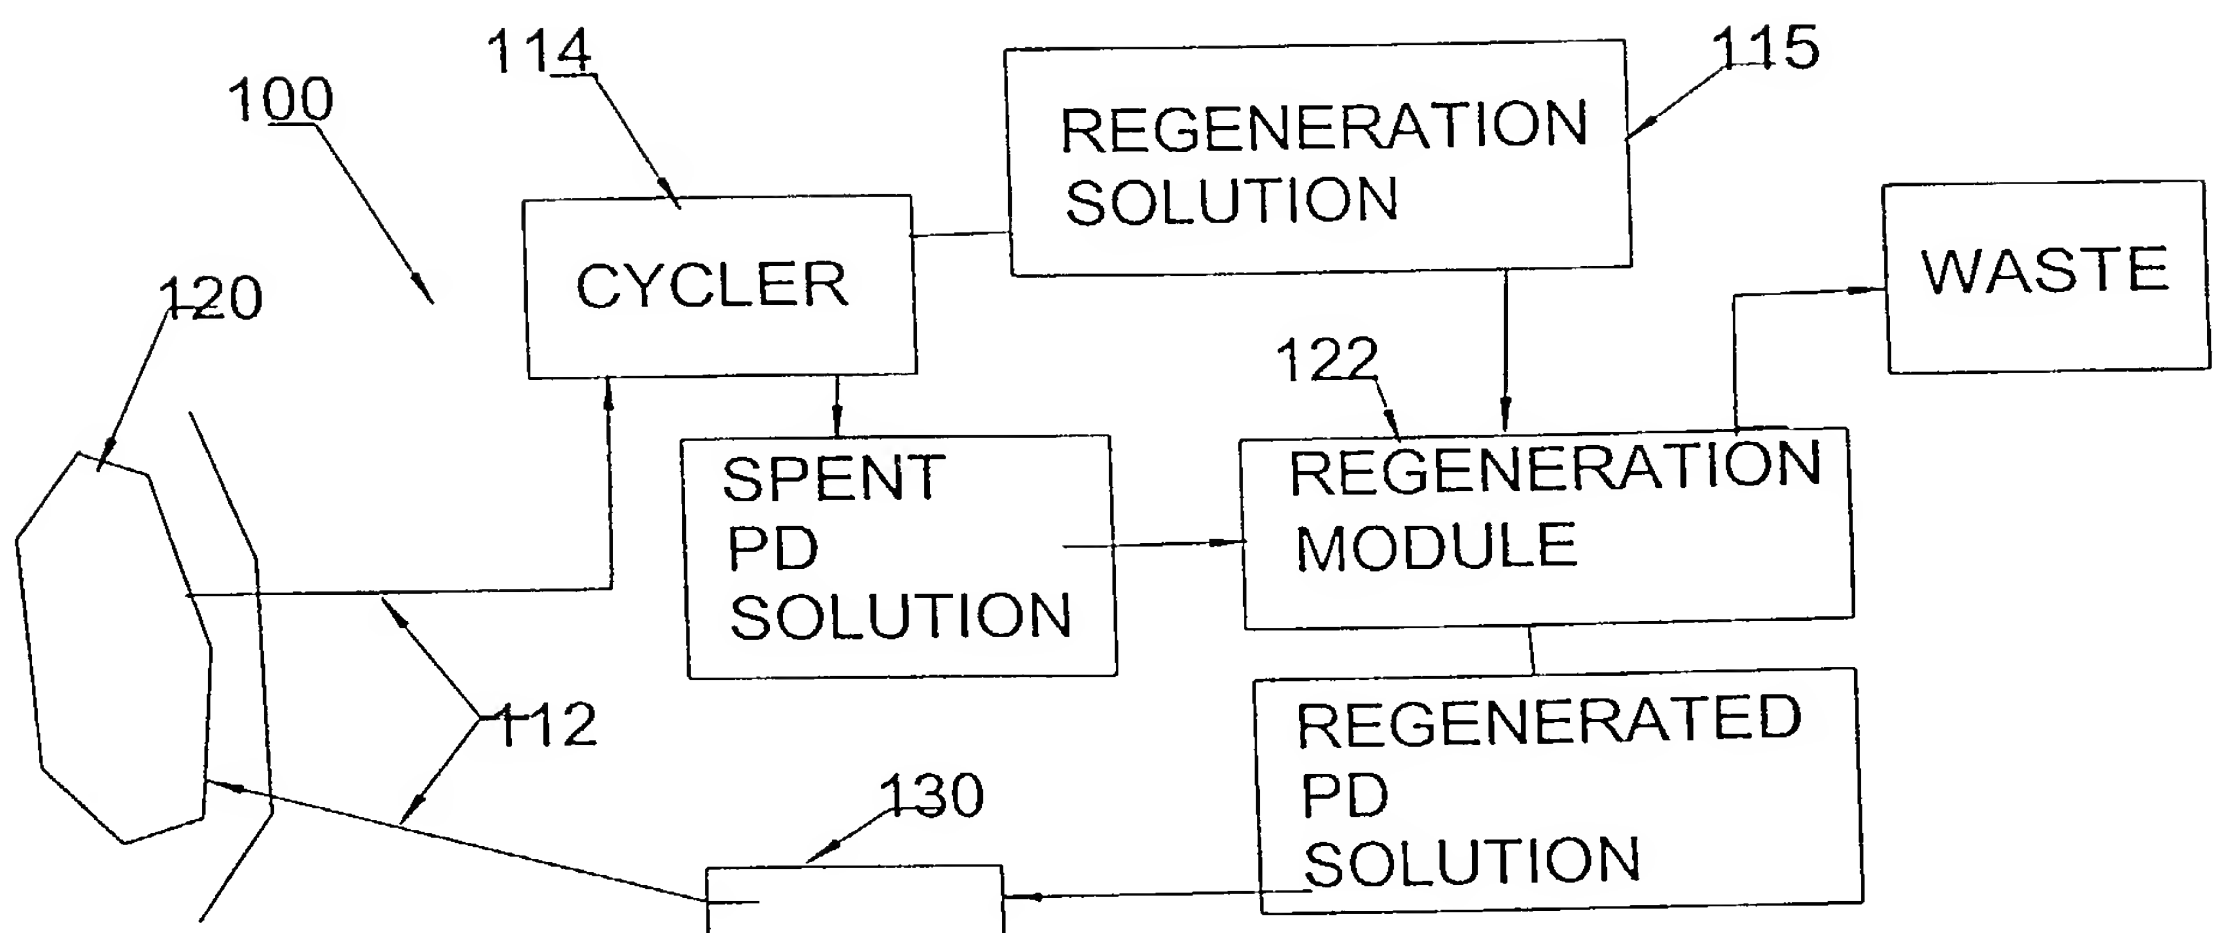 114
115
100
REGENERATION
SOLUTION
WASTE
CYCLER
120
122
SPENT
PD
SOLUTION
REGENERATION
MODULE
112
REGENERATED
PD
SOLUTION
130